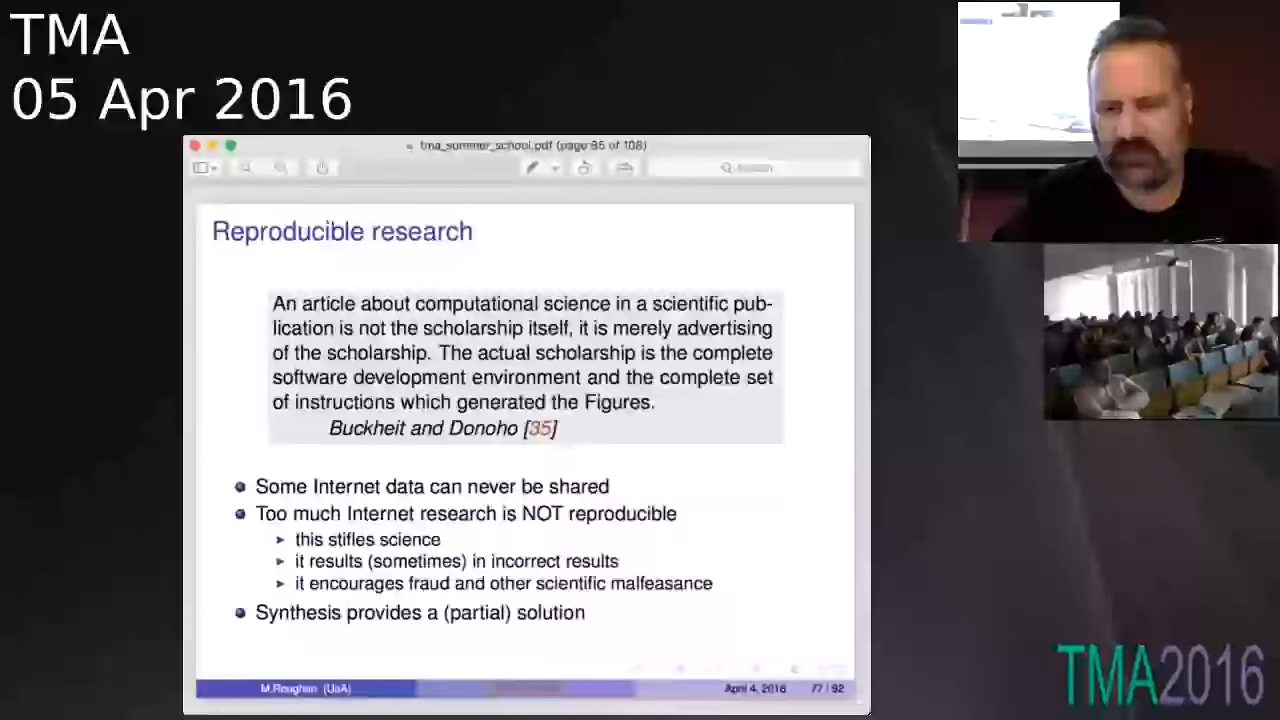 TMA
05 Apr 2016
tma_summer_school.pdf (page 86 of 108)
Reproducible research
An article about computational science in a scientific pub-
lication is not the scholarship itself, it is merely advertising
of the scholarship. The actual scholarship is the complete
software development environment and the complete set
of instructions which generated the Figures.
Buckheit and Donoho [35]
Some Internet data can never be shared
Too much Internet research is NOT reproducible
this stifles science
it results (sometimes) in incorrect results
it encourages fraud and other scientific malfeasance
Synthesis provides a (partial) solution
M.Roughan (UoA)
April 4, 2016 77 / 92
TMA2016